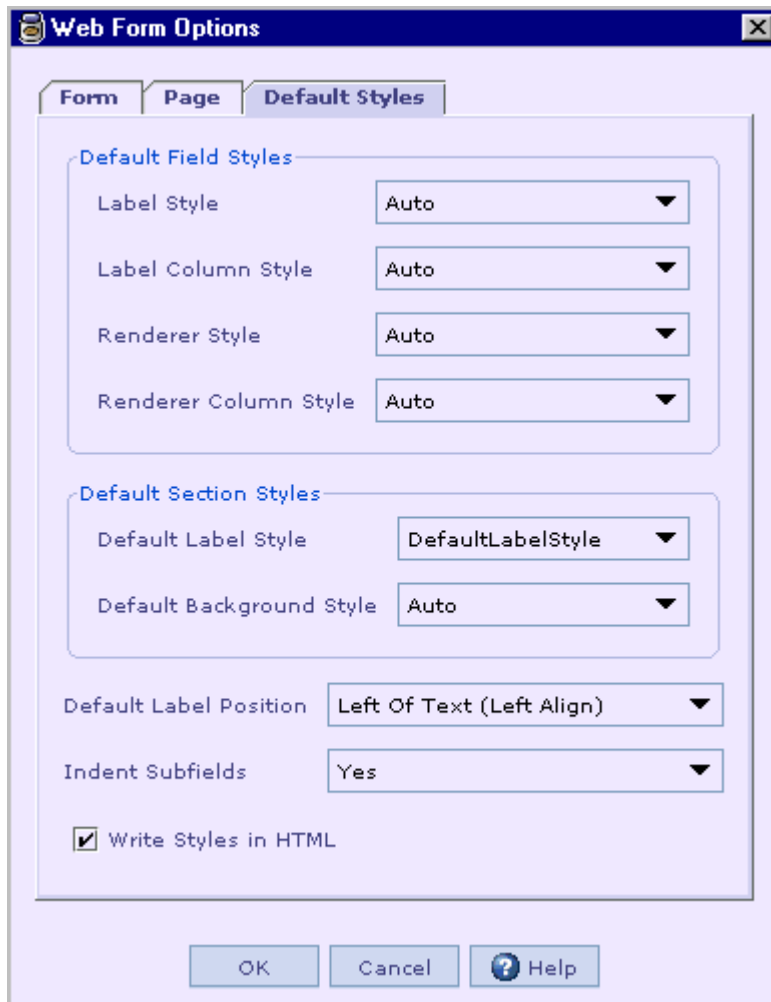 Web Form Options
Form Page Default Styles
Default Field Styles
Label Style Auto
Label Column Style Auto
Renderer Style Auto
Renderer Column Style Auto
Default Section Styles
Default Label Style DefaultLabelStyle
Default Background Style Auto
Default Label Position Left Of Text (Left Align)
Indent Subfields Yes
Write Styles in HTML
OK Cancel Help